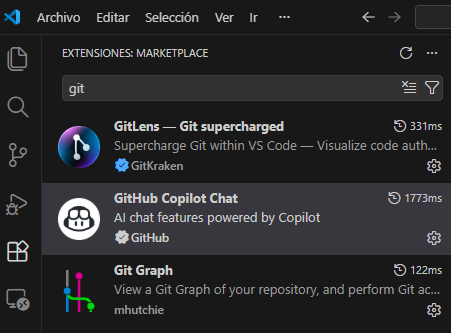 Archivo Editar Selección Ver Ir ···
EXTENSIONES: MARKETPLACE
git
GitLens — Git supercharged 331ms
Supercharge Git within VS Code — Visualize code auth...
GitKraken
GitHub Copilot Chat 1773ms
AI chat features powered by Copilot
GitHub
Git Graph 122ms
View a Git Graph of your repository, and perform Git ac...
mhutchie